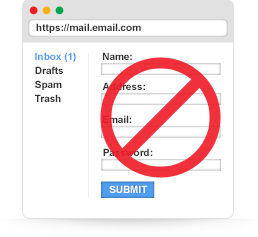 https://mail.email.com
Inbox (1)
Drafts
Spam
Trash
Name:
Address:
Email:
Password:
SUBMIT